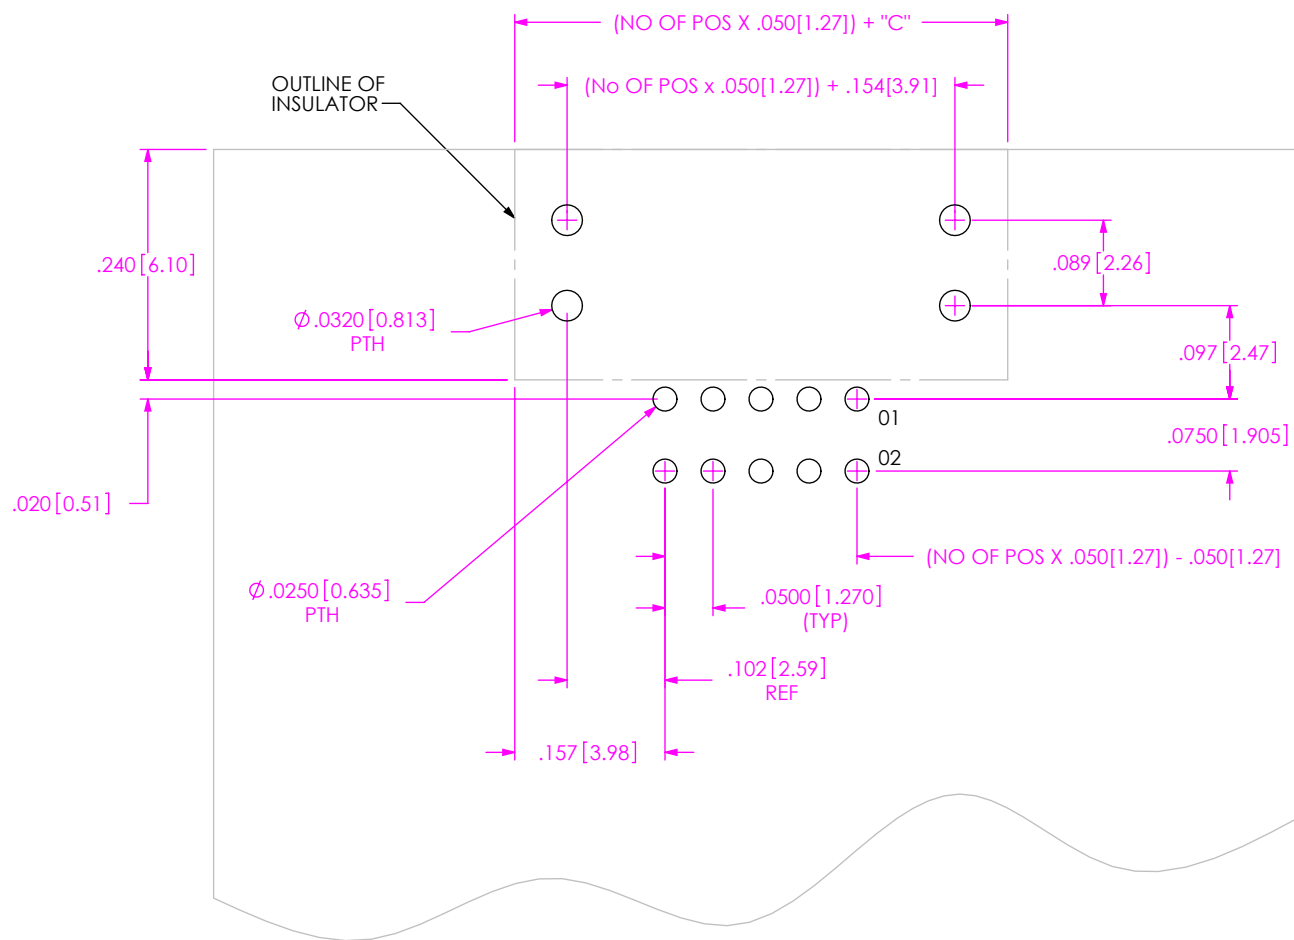 (NO OF POS X .050[1.27]) + "C"
OUTLINE OF
INSULATOR
(No OF POS x .050[1.27]) + .154[3.91]
.240[6.10]
.089[2.26]
Ø.0320[0.813]
PTH
.097[2.47]
01
.0750[1.905]
02
.020[0.51]
(NO OF POS X .050[1.27]) - .050[1.27]
Ø.0250[0.635]
PTH
.0500[1.270]
(TYP)
.102[2.59]
REF
.157[3.98]